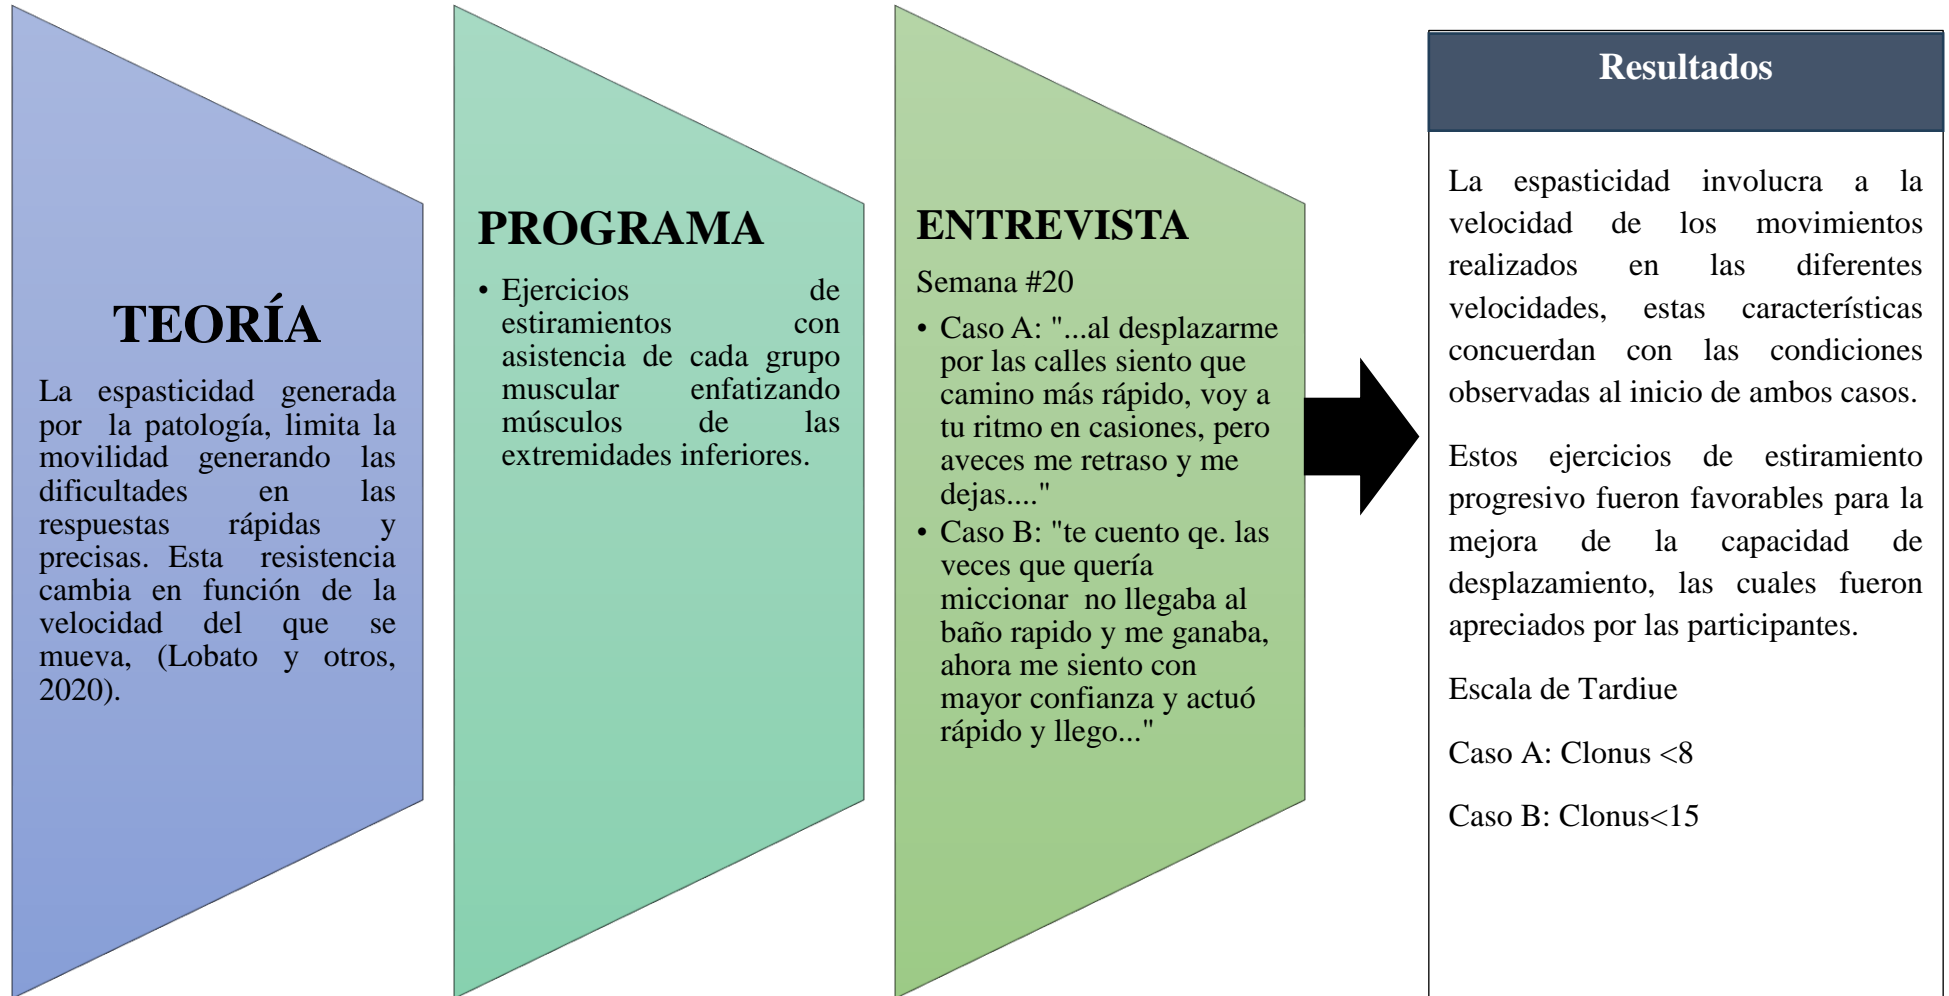 TEORÍA
La espasticidad generada
por la patología, limita la
movilidad generando las
dificultades en las
respuestas rápidas y
precisas. Esta resistencia
cambia en función de la
velocidad del que se
mueva, (Lobato y otros,
2020).
PROGRAMA
• Ejercicios de
estiramientos con
asistencia de cada grupo
muscular enfatizando
músculos de las
extremidades inferiores.
ENTREVISTA
Semana #20
• Caso A: "...al desplazarme
por las calles siento que
camino más rápido, voy a
tu ritmo en casiones, pero
aveces me retraso y me
dejas...."
• Caso B: "te cuento qe. las
veces que quería
miccionar no llegaba al
baño rapido y me ganaba,
ahora me siento con
mayor confianza y actuó
rápido y llego..."
Resultados
La espasticidad involucra a la
velocidad de los movimientos
realizados en las diferentes
velocidades, estas características
concuerdan con las condiciones
observadas al inicio de ambos casos.
Estos ejercicios de estiramiento
progresivo fueron favorables para la
mejora de la capacidad de
desplazamiento, las cuales fueron
apreciados por las participantes.
Escala de Tardiue
Caso A: Clonus <8
Caso B: Clonus<15